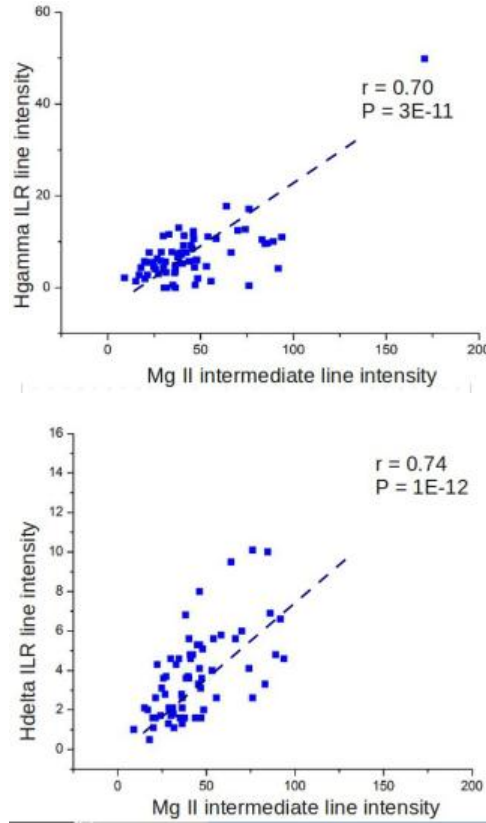 60
40
20
0
Hgamma ILR line intensity
r = 0.70
P = 3E-11
0 50 100 150 200
Mg II intermediate line intensity
16
14
12
10
8
6
4
2
0
Hdelta ILR line intensity
r = 0.74
P = 1E-12
0 50 100 150 200
Mg II intermediate line intensity